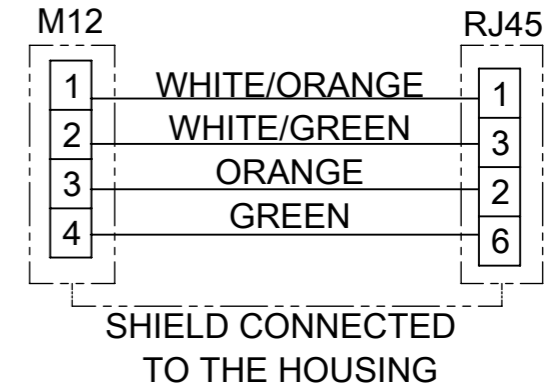 M12 RJ45
1 WHITE/ORANGE 1
2 WHITE/GREEN 3
3 ORANGE 2
4 GREEN 6
SHIELD CONNECTED
TO THE HOUSING